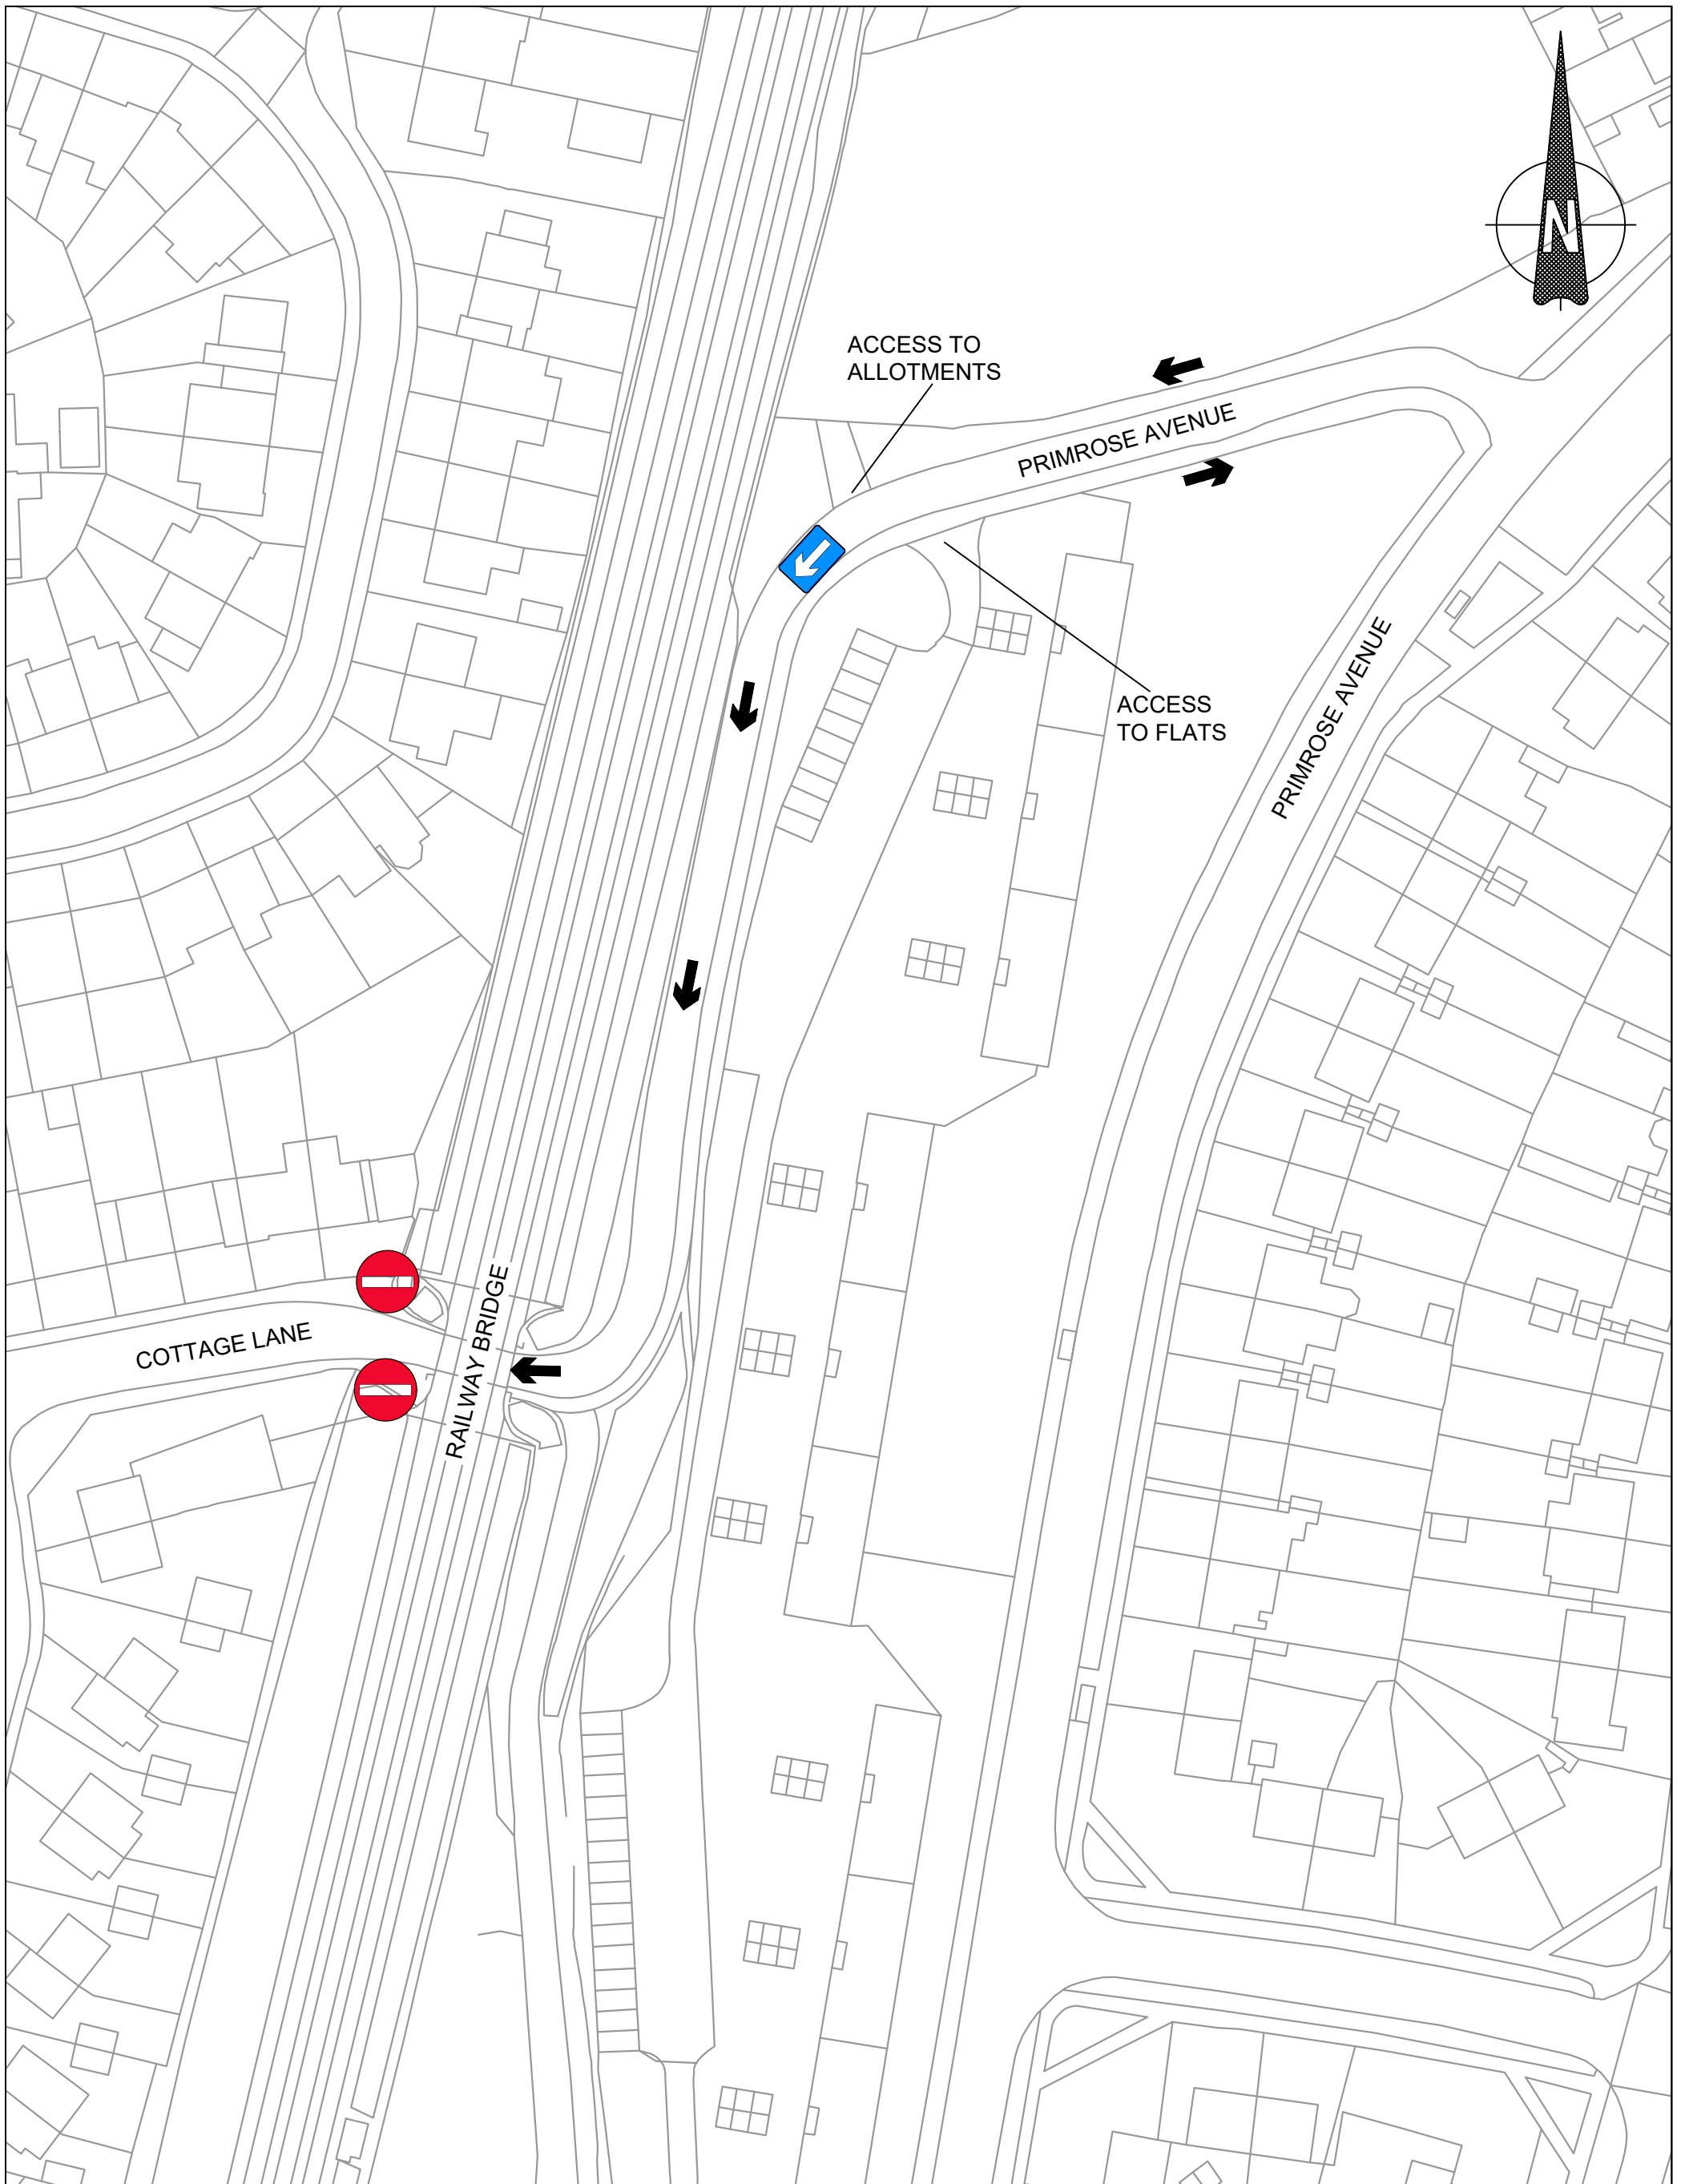 N
ACCESS TO
ALLOTMENTS
PRIMROSE AVENUE
ACCESS
TO FLATS
PRIMROSE AVENUE
COTTAGE LANE
RAILWAY BRIDGE